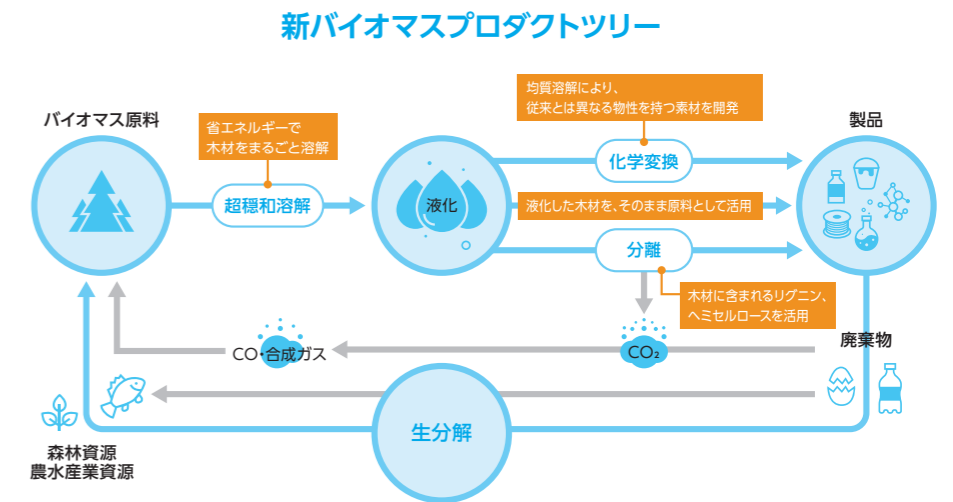 新バイオマスプロダクトツリー
バイオマス原料
省エネルギーで
木材をまるごと溶解
超穏和溶解
液化
均質溶解により、
従来とは異なる物性を持つ素材を開発
化学変換
液化した木材を、そのまま原料として活用
分離
木材に含まれるリグニン、
ヘミセルロースを活用
製品
廃棄物
CO₂
CO・合成ガス
生分解
森林資源
農水産業資源